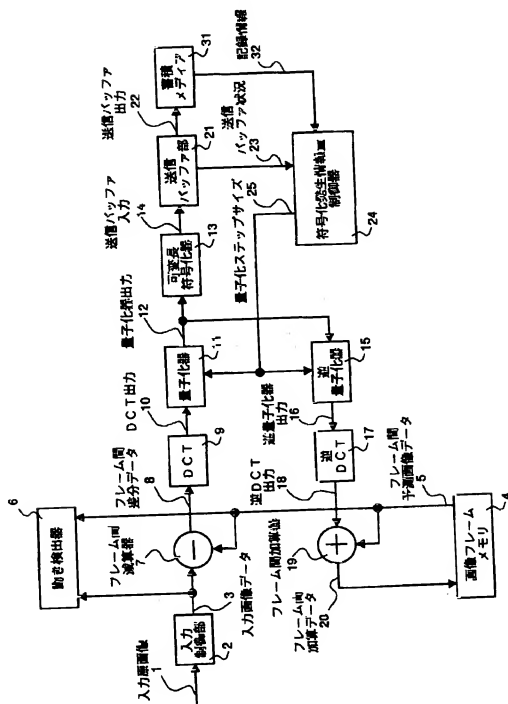 入力原画像
1
入力
制御部
2
入力画像データ
3
動き検出器
6
フレーム間
減算器
7
フレーム間
差分データ
8
DCT
9
DCT出力
10
量子化器
11
量子化器出力
12
可変長
符号化器
13
送信バッファ
入力
14
送信
バッファ部
21
送信バッファ
出力
22
蓄積
メディア
31
記録情報
32
送信
バッファ状況
23
符号化発生情報量
制御器
24
量子化ステップサイズ
25
逆
量子化器
15
逆量子化器
出力
16
逆
DCT
17
逆DCT
出力
18
フレーム間加算器
19
フレーム間
加算データ
20
画像フレーム
メモリ
4
フレーム間
予測画像データ
5